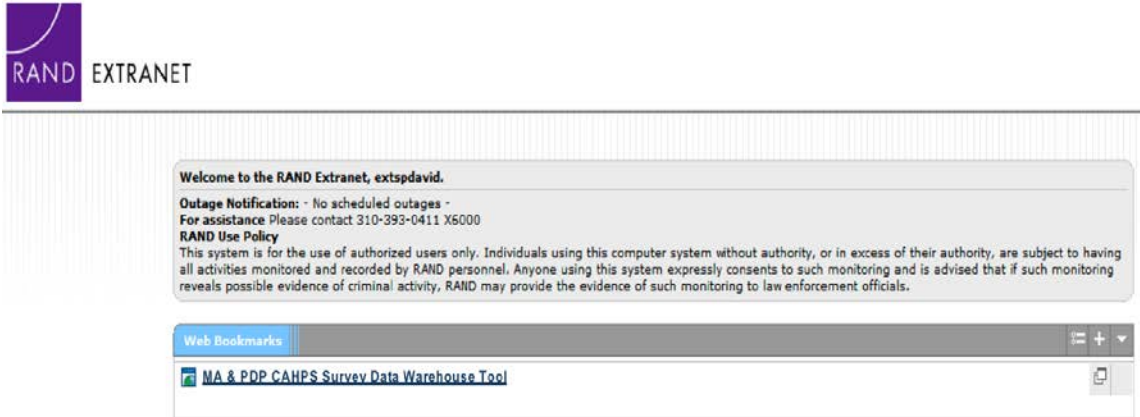 RAND EXTRANET
Welcome to the RAND Extranet, extspdavid.
Outage Notification: - No scheduled outages -
For assistance Please contact 310-393-0411 X6000
RAND Use Policy
This system is for the use of authorized users only. Individuals using this computer system without authority, or in excess of their authority, are subject to having
all activities monitored and recorded by RAND personnel. Anyone using this system expressly consents to such monitoring and is advised that if such monitoring
reveals possible evidence of criminal activity, RAND may provide the evidence of such monitoring to law enforcement officials.
Web Bookmarks
MA & PDP CAHPS Survey Data Warehouse Tool